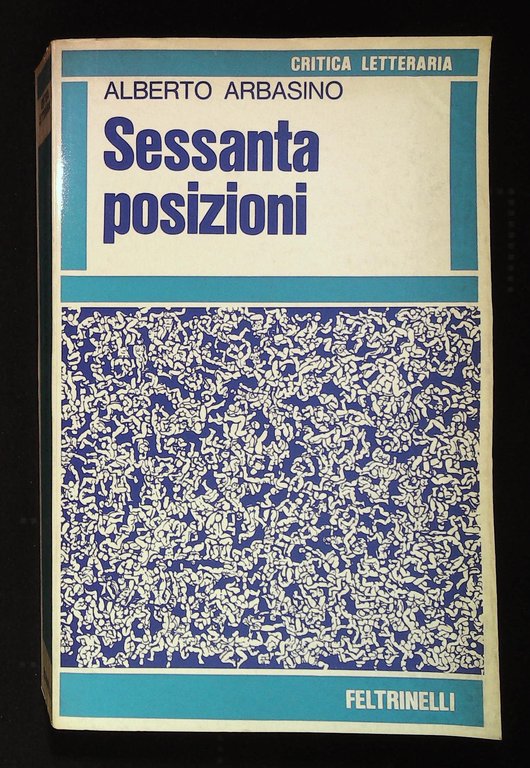 CRITICA LETTERARIA
ALBERTO ARBASINO
Sessanta
posizioni
FELTRINELLI